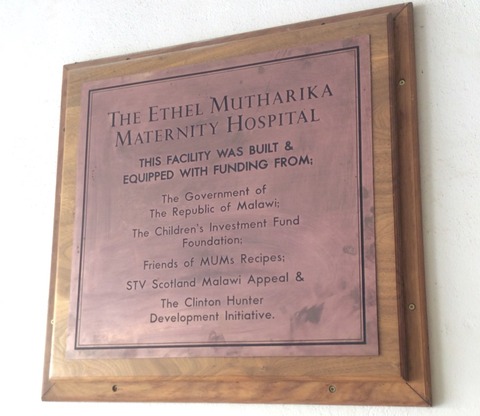 THE ETHEL MUTHARIKA
MATERNITY HOSPITAL
THIS FACILITY WAS BUILT &
EQUIPPED WITH FUNDING FROM:
The Government of
The Republic of Malawi;
The Children's Investment Fund
Foundation;
Friends of MUMs Recipes;
STV Scotland Malawi Appeal &
The Clinton Hunter
Development Initiative.